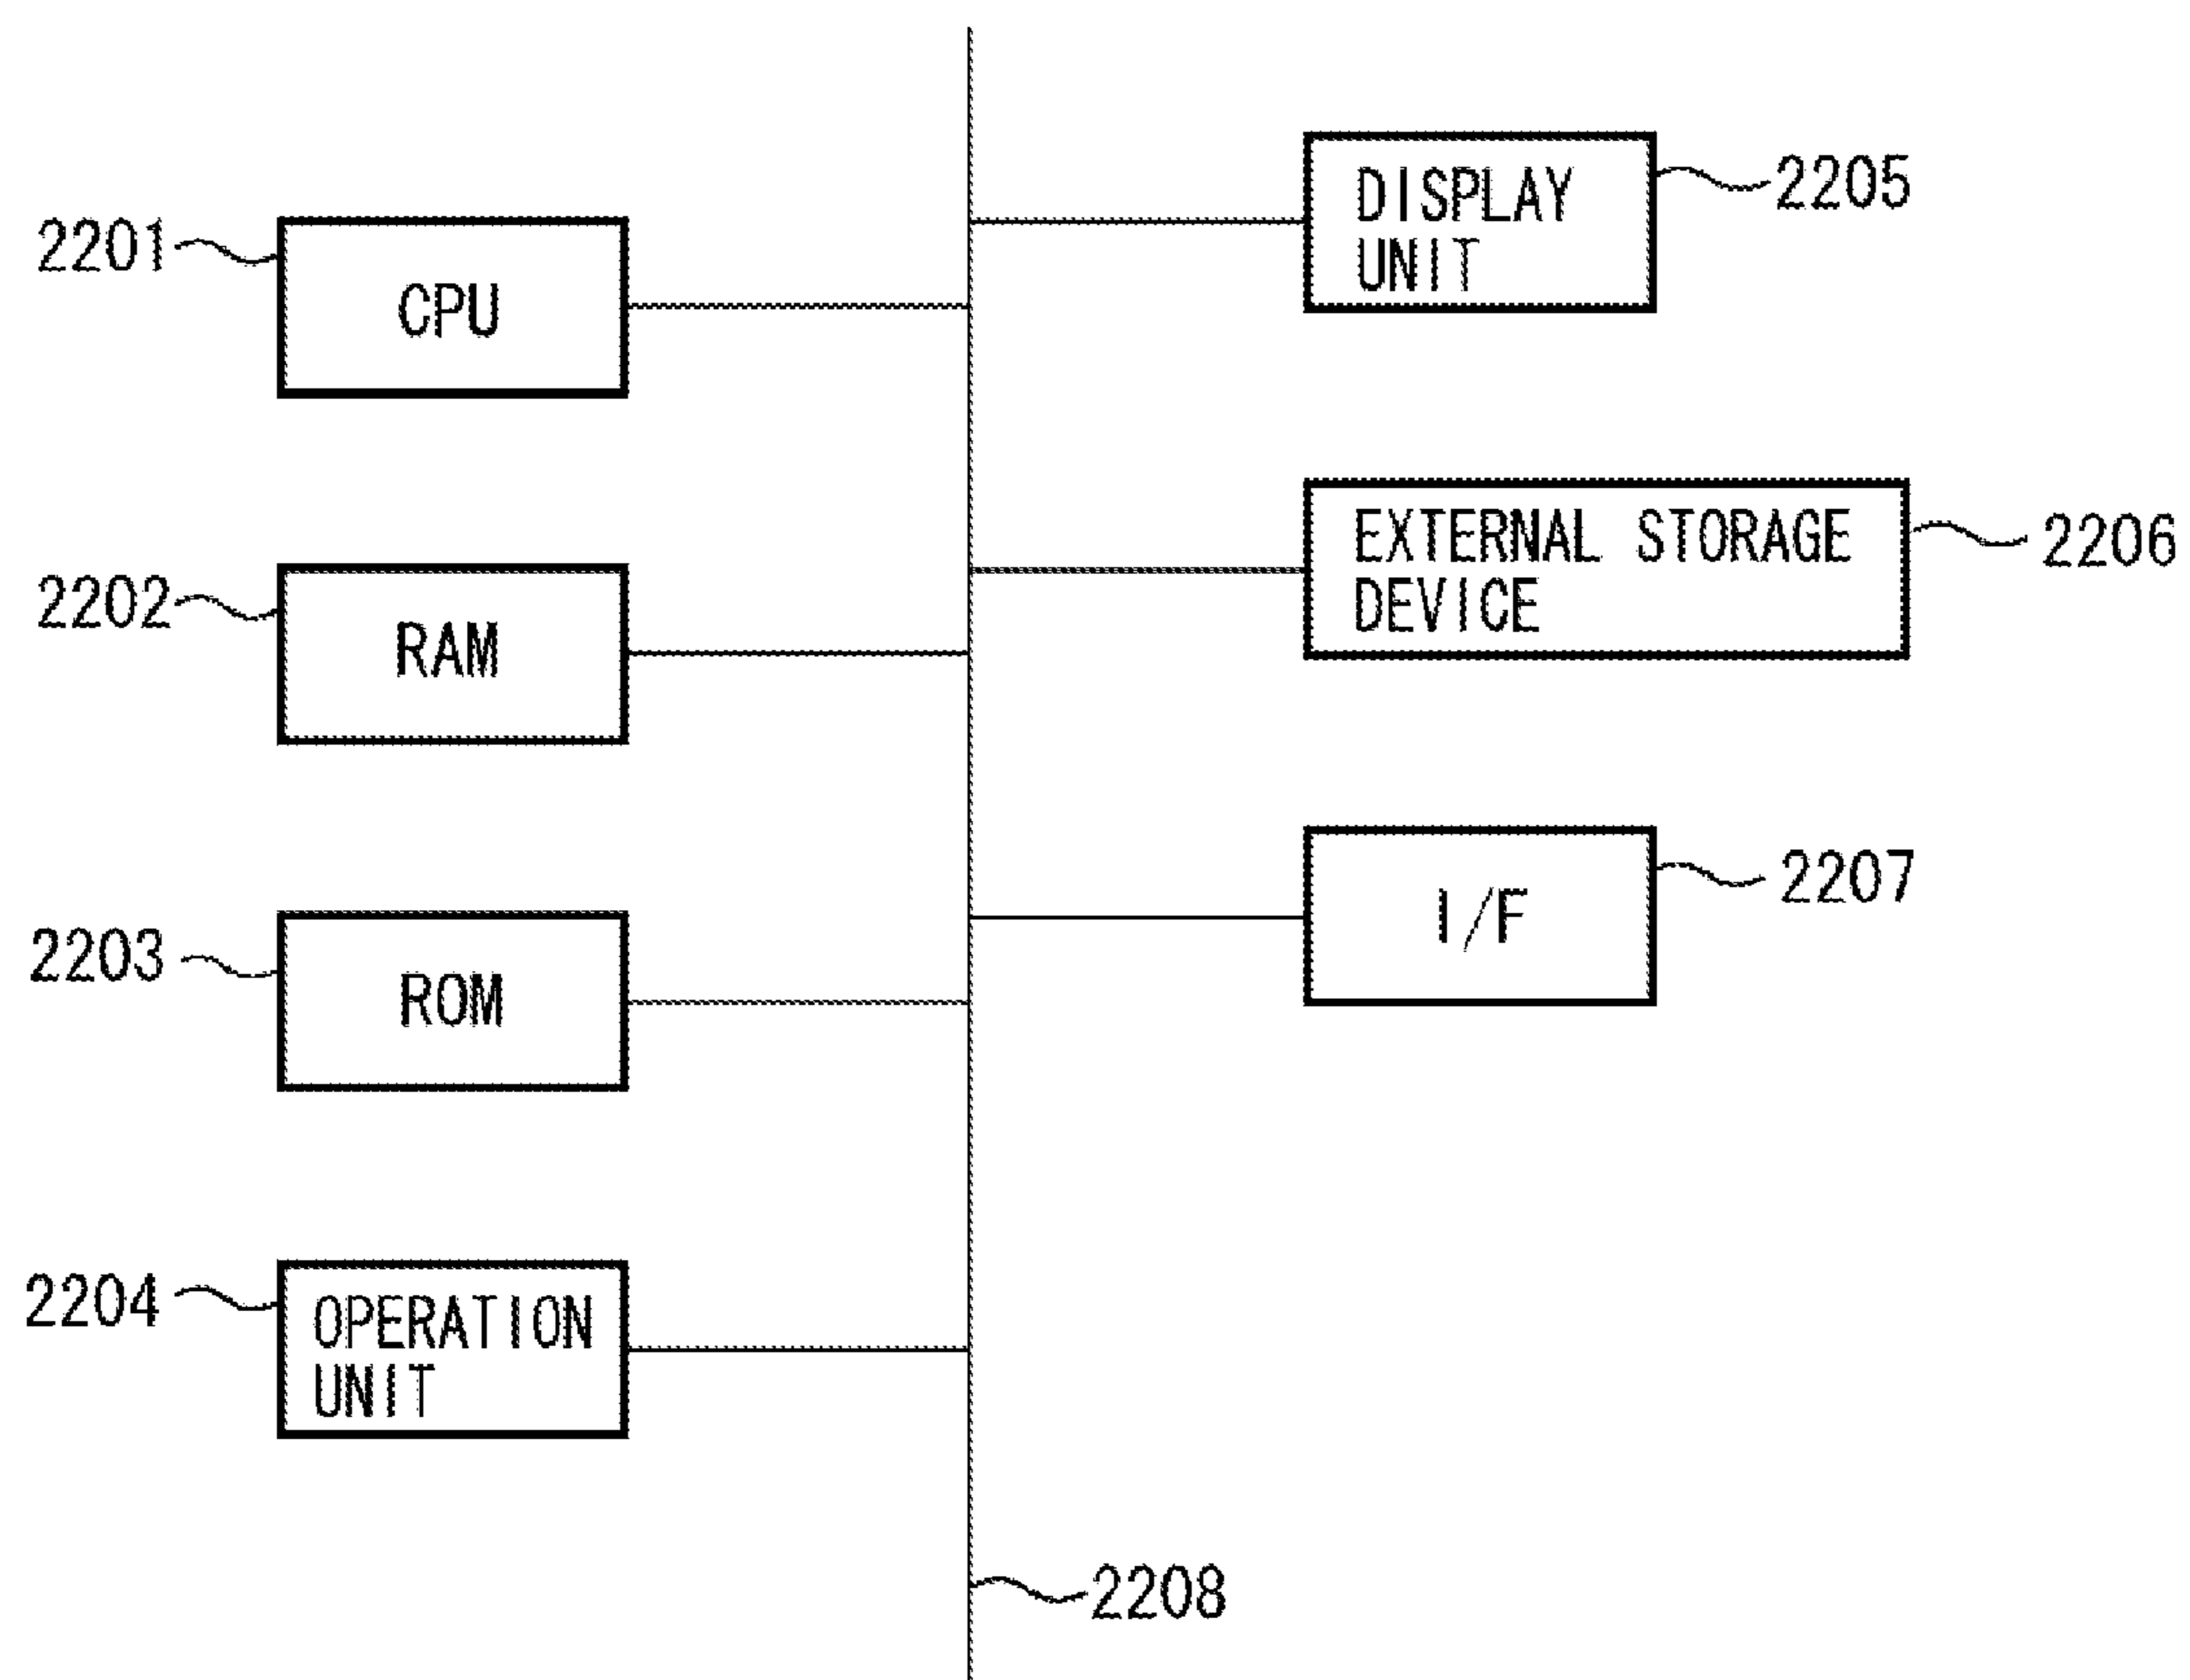 2201
CPU
2202
RAM
2203
ROM
2204
OPERATION
UNIT
DISPLAY
UNIT
2205
EXTERNAL STORAGE
DEVICE
2206
I/F
2207
2208